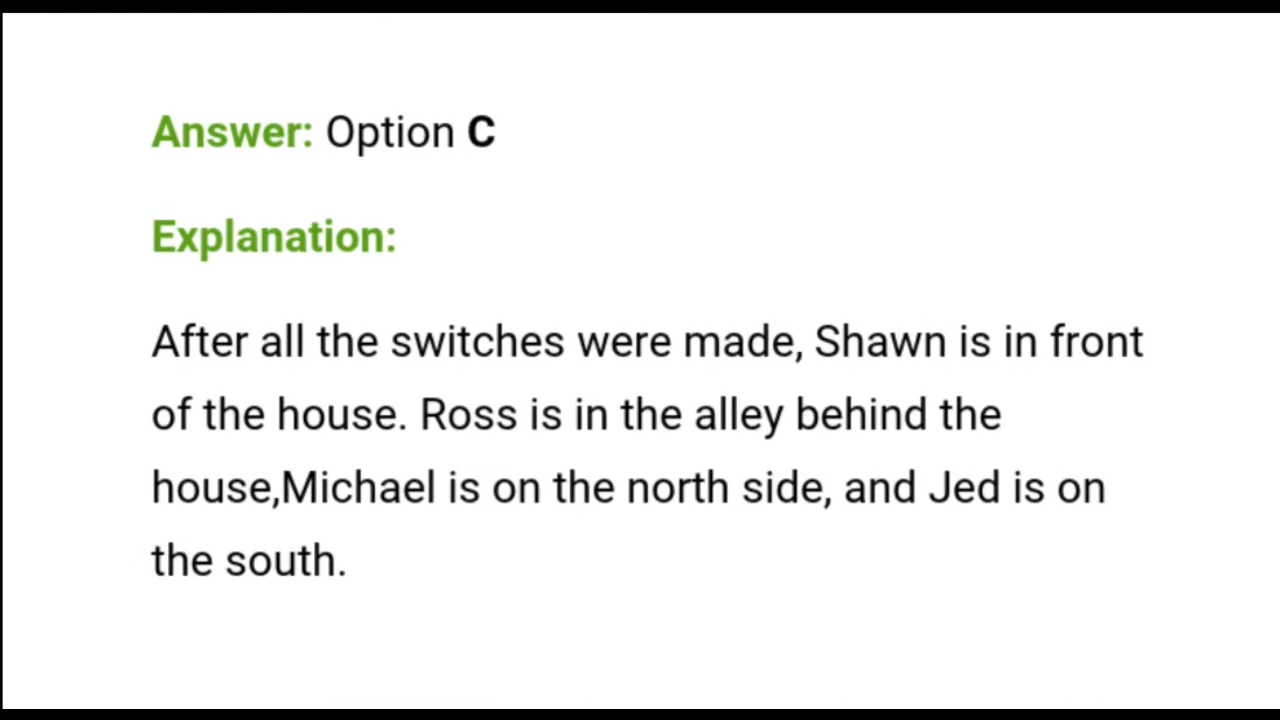 Answer: Option C
Explanation:
After all the switches were made, Shawn is in front
of the house. Ross is in the alley behind the
house,Michael is on the north side, and Jed is on
the south.